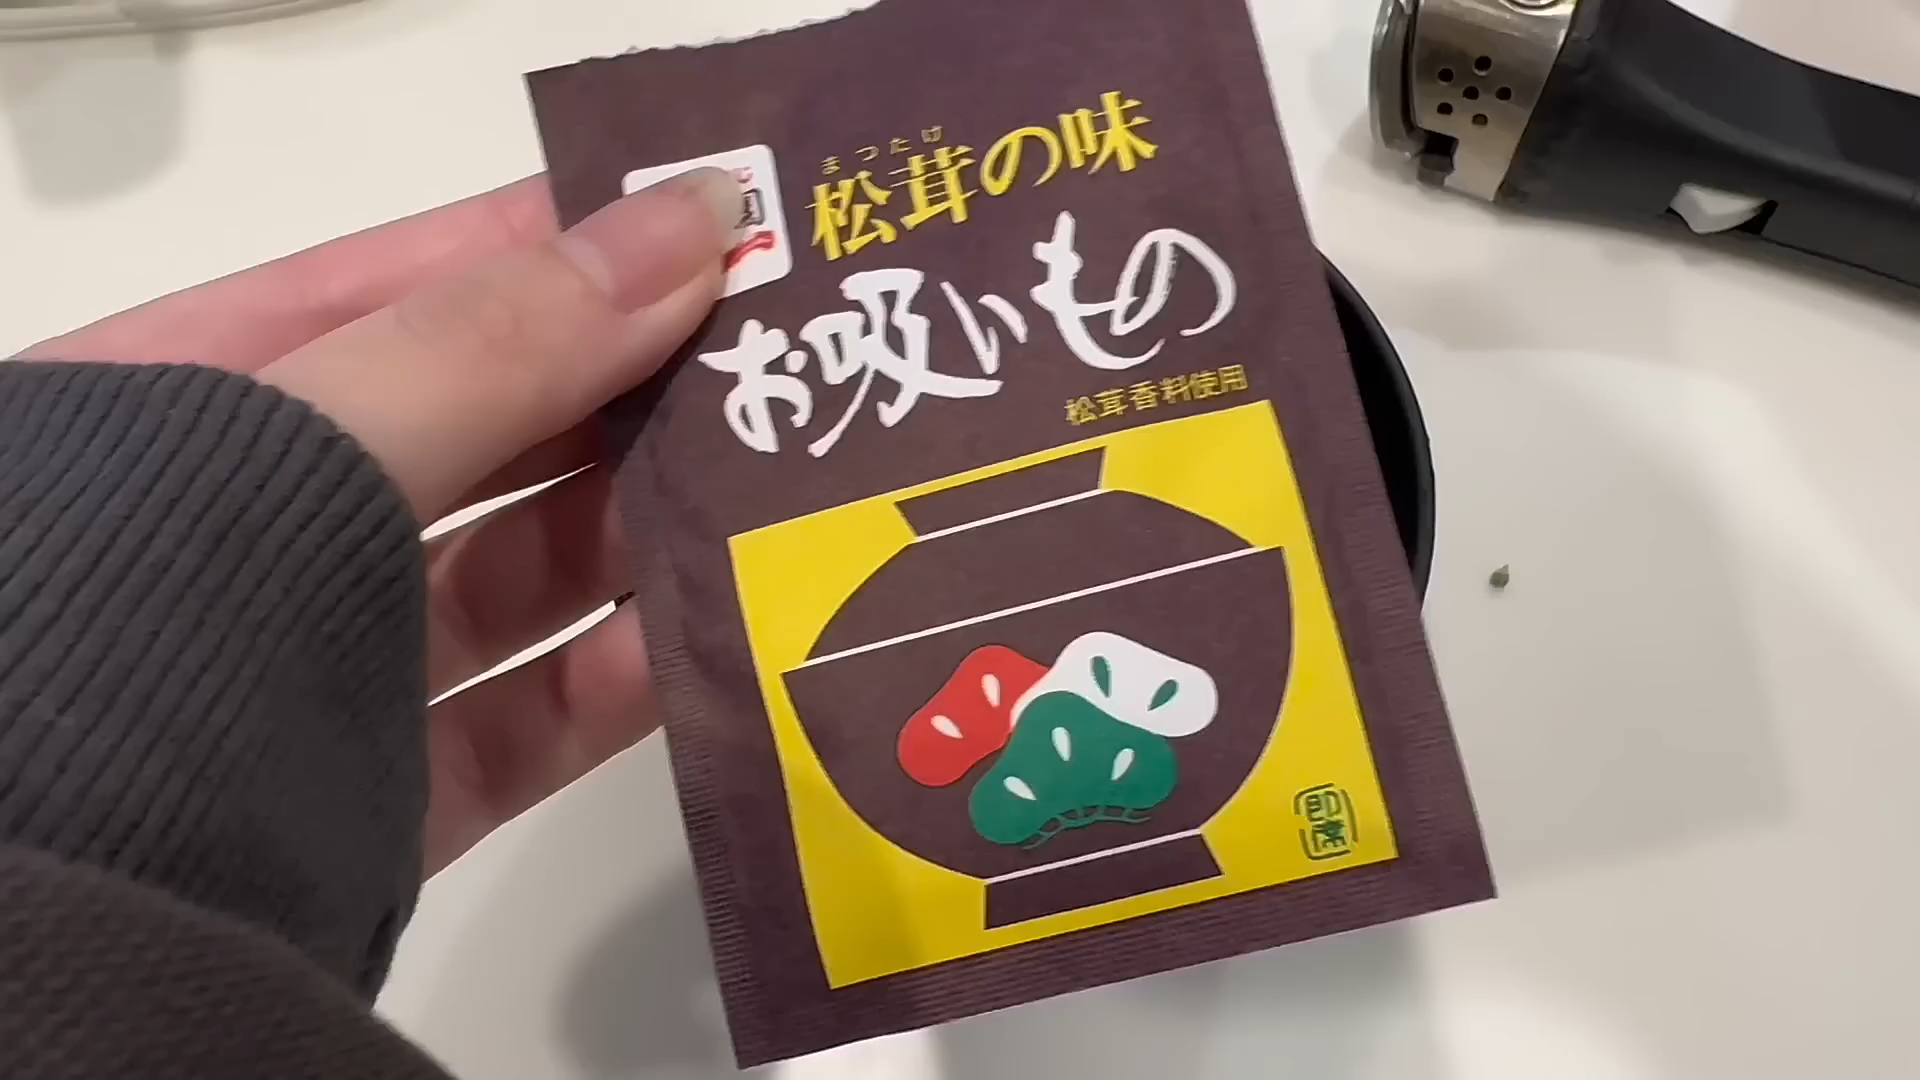 まつたけ
松茸の味
お吸いもの
松茸香料使用
即席